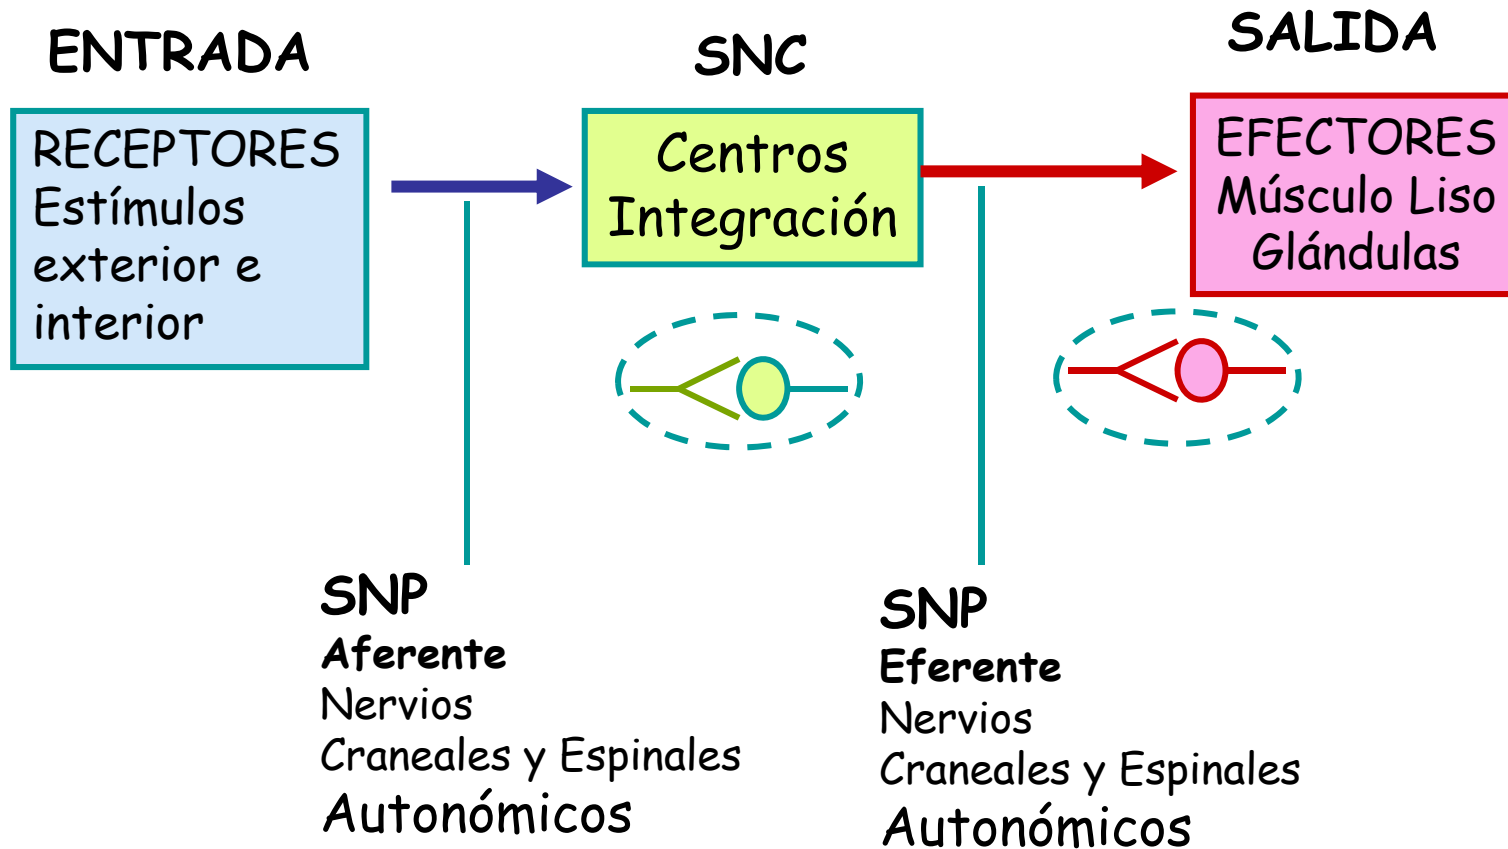 ENTRADA
RECEPTORES
Estímulos
exterior e
interior
SNC
Centros
Integración
SALIDA
EFECTORES
Músculo Liso
Glándulas
SNP
Aferente
Nervios
Craneales y Espinales
Autonómicos
SNP
Eferente
Nervios
Craneales y Espinales
Autonómicos